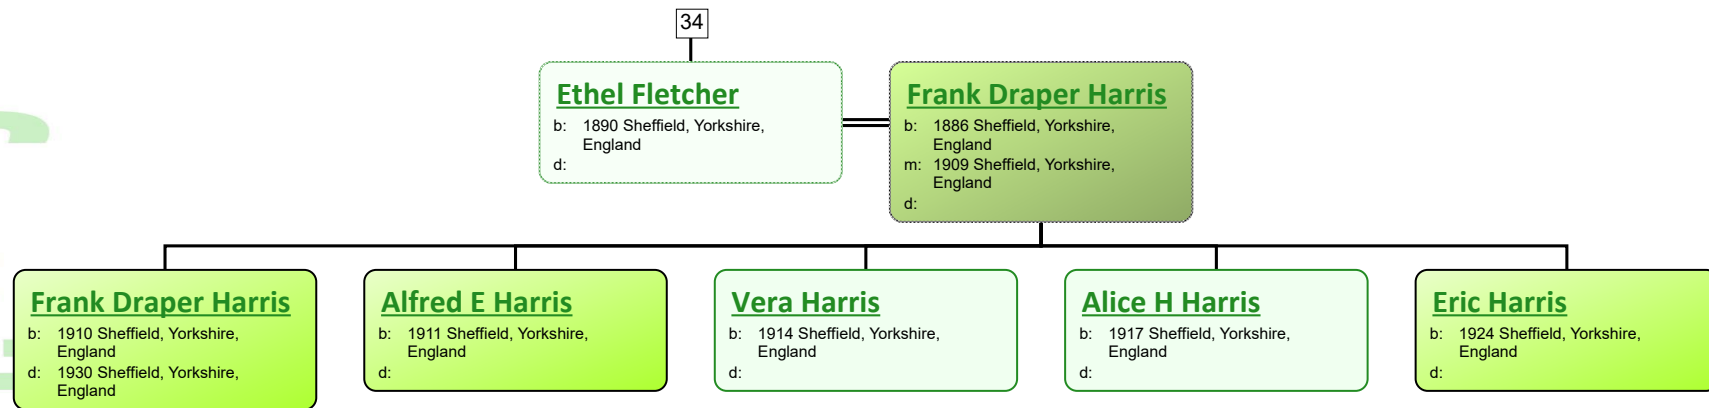 34
Ethel Fletcher
b: 1890 Sheffield, Yorkshire,
England
d:
Frank Draper Harris
b: 1886 Sheffield, Yorkshire,
England
m: 1909 Sheffield, Yorkshire,
England
d:
Frank Draper Harris
b: 1910 Sheffield, Yorkshire,
England
d: 1930 Sheffield, Yorkshire,
England
Alfred E Harris
b: 1911 Sheffield, Yorkshire,
England
d:
Vera Harris
b: 1914 Sheffield, Yorkshire,
England
d:
Alice H Harris
b: 1917 Sheffield, Yorkshire,
England
d:
Eric Harris
b: 1924 Sheffield, Yorkshire,
England
d: